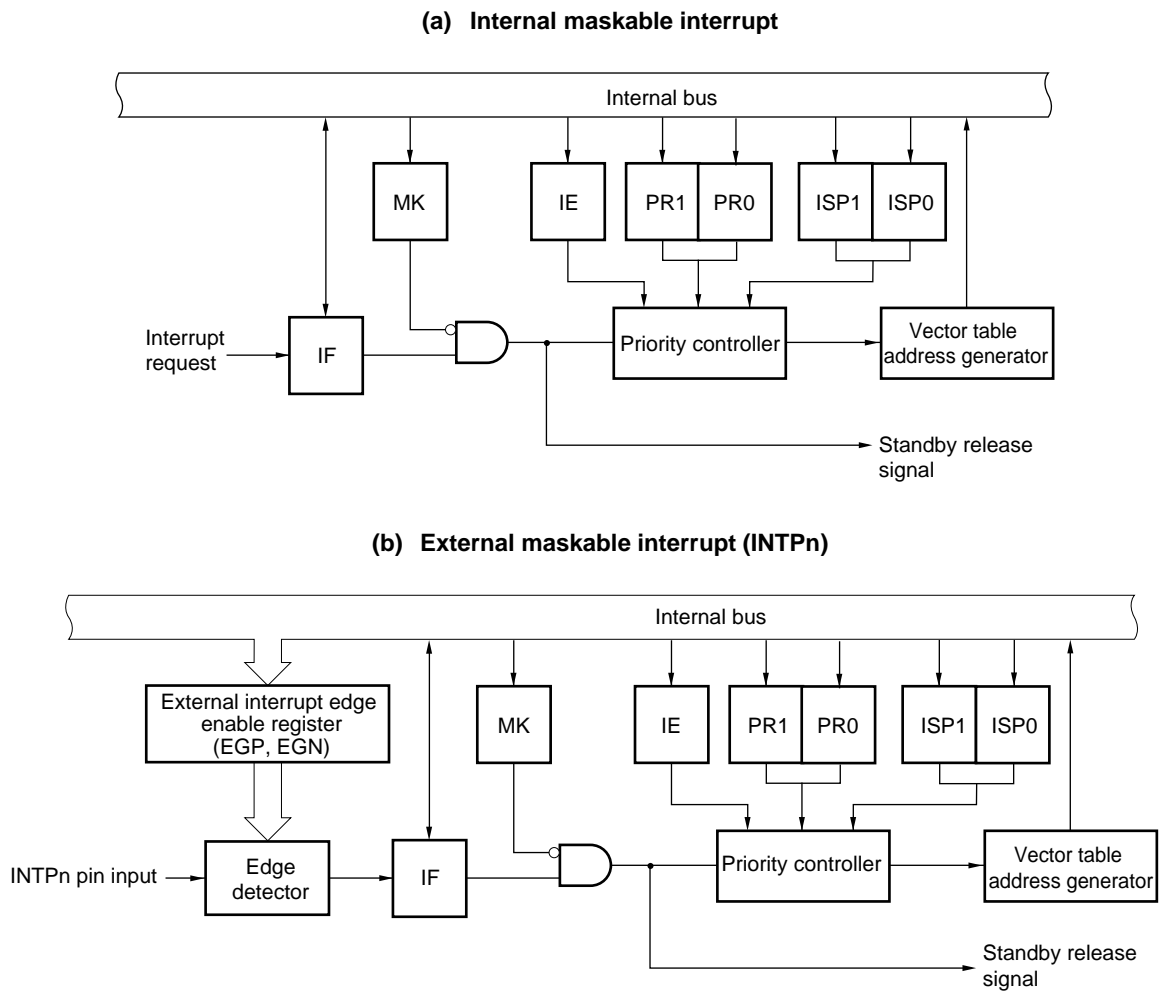 (a) Internal maskable interrupt
Internal bus
MK
IE
PR1
PR0
ISP1
ISP0
Interrupt
request
IF
Priority controller
Vector table
address generator
Standby release
signal
(b) External maskable interrupt (INTPn)
Internal bus
External interrupt edge
enable register
(EGP, EGN)
MK
IE
PR1
PR0
ISP1
ISP0
INTPn pin input
Edge
detector
IF
Priority controller
Vector table
address generator
Standby release
signal